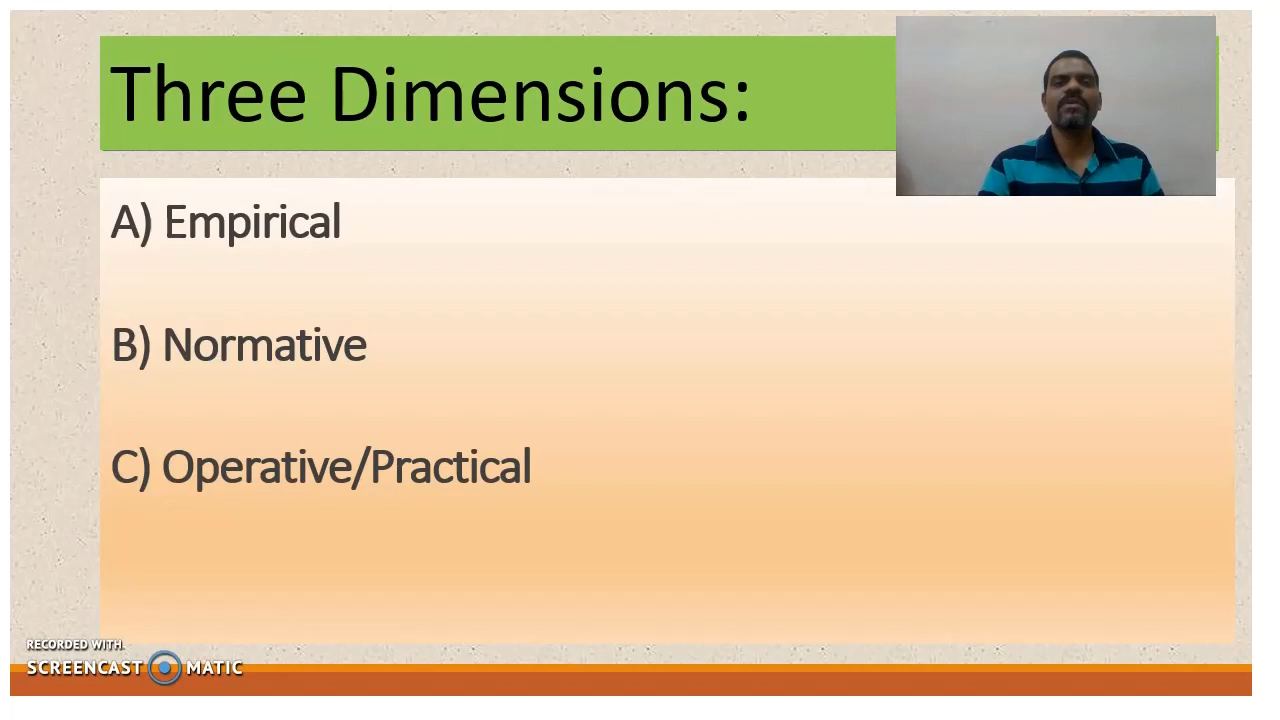 Three Dimensions:
A) Empirical
B) Normative
C) Operative/Practical
RECORDED WITH
SCREENCAST MATIC